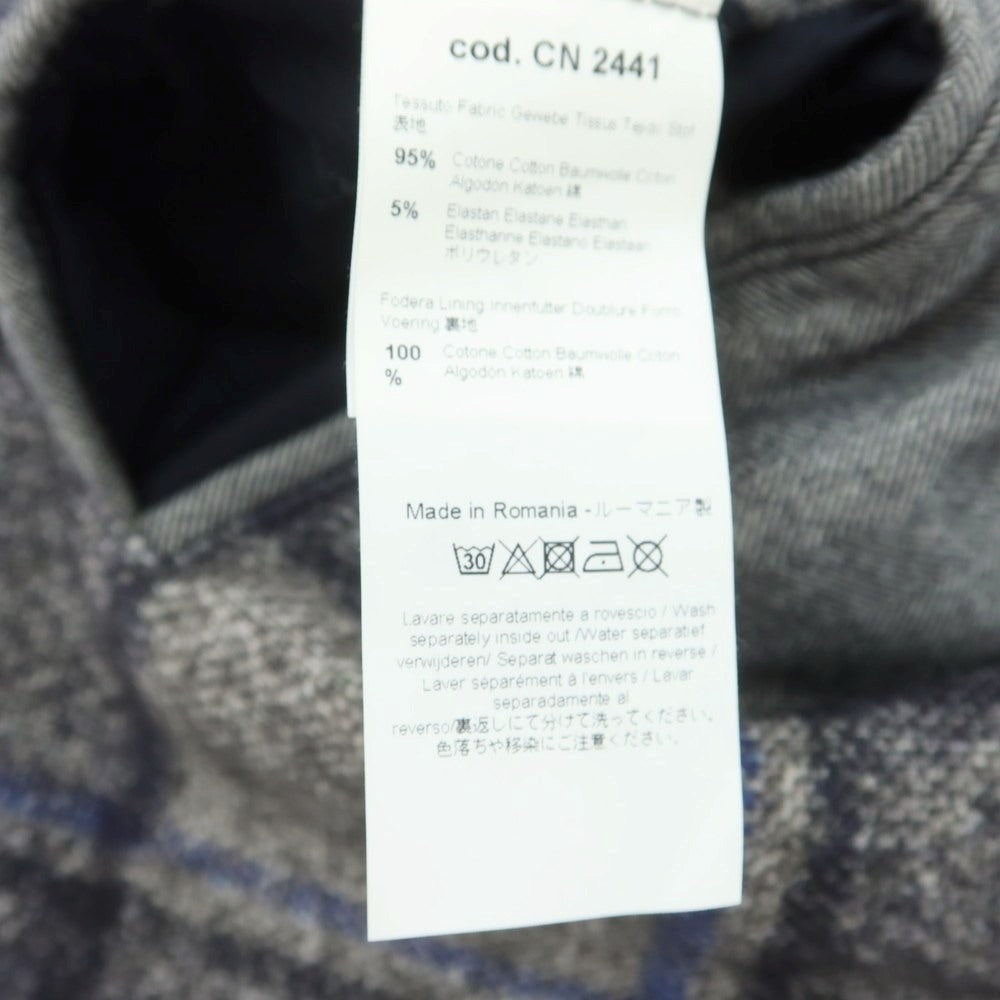 cod. CN 2441
Tessuto Fabric Gewebe Tissus Tejido Stof
表地
95% Cotone Cotton Baumwolle Coton
Algodon Katoen 綿
5% Elastan Elastane Elasthan
Elasthanne Elastano Elasteen
ポリウレタン
Fodera Lining Innenfutter Doublure Forro
Voering 裏地
100 Cotone Cotton Baumwolle Coton
% Algodón Katoen 綿
Made in Romania -ルーマニア製
30
Lavare separatamente a rovescio / Wash
separately inside out /Water separatief
verwijderen/ Separat waschen in reverse /
Laver séparément à l'envers / Lavar
separadamente al
reverso/裏返しにて分けて洗ってください。
色落ちや移染にご注意ください。